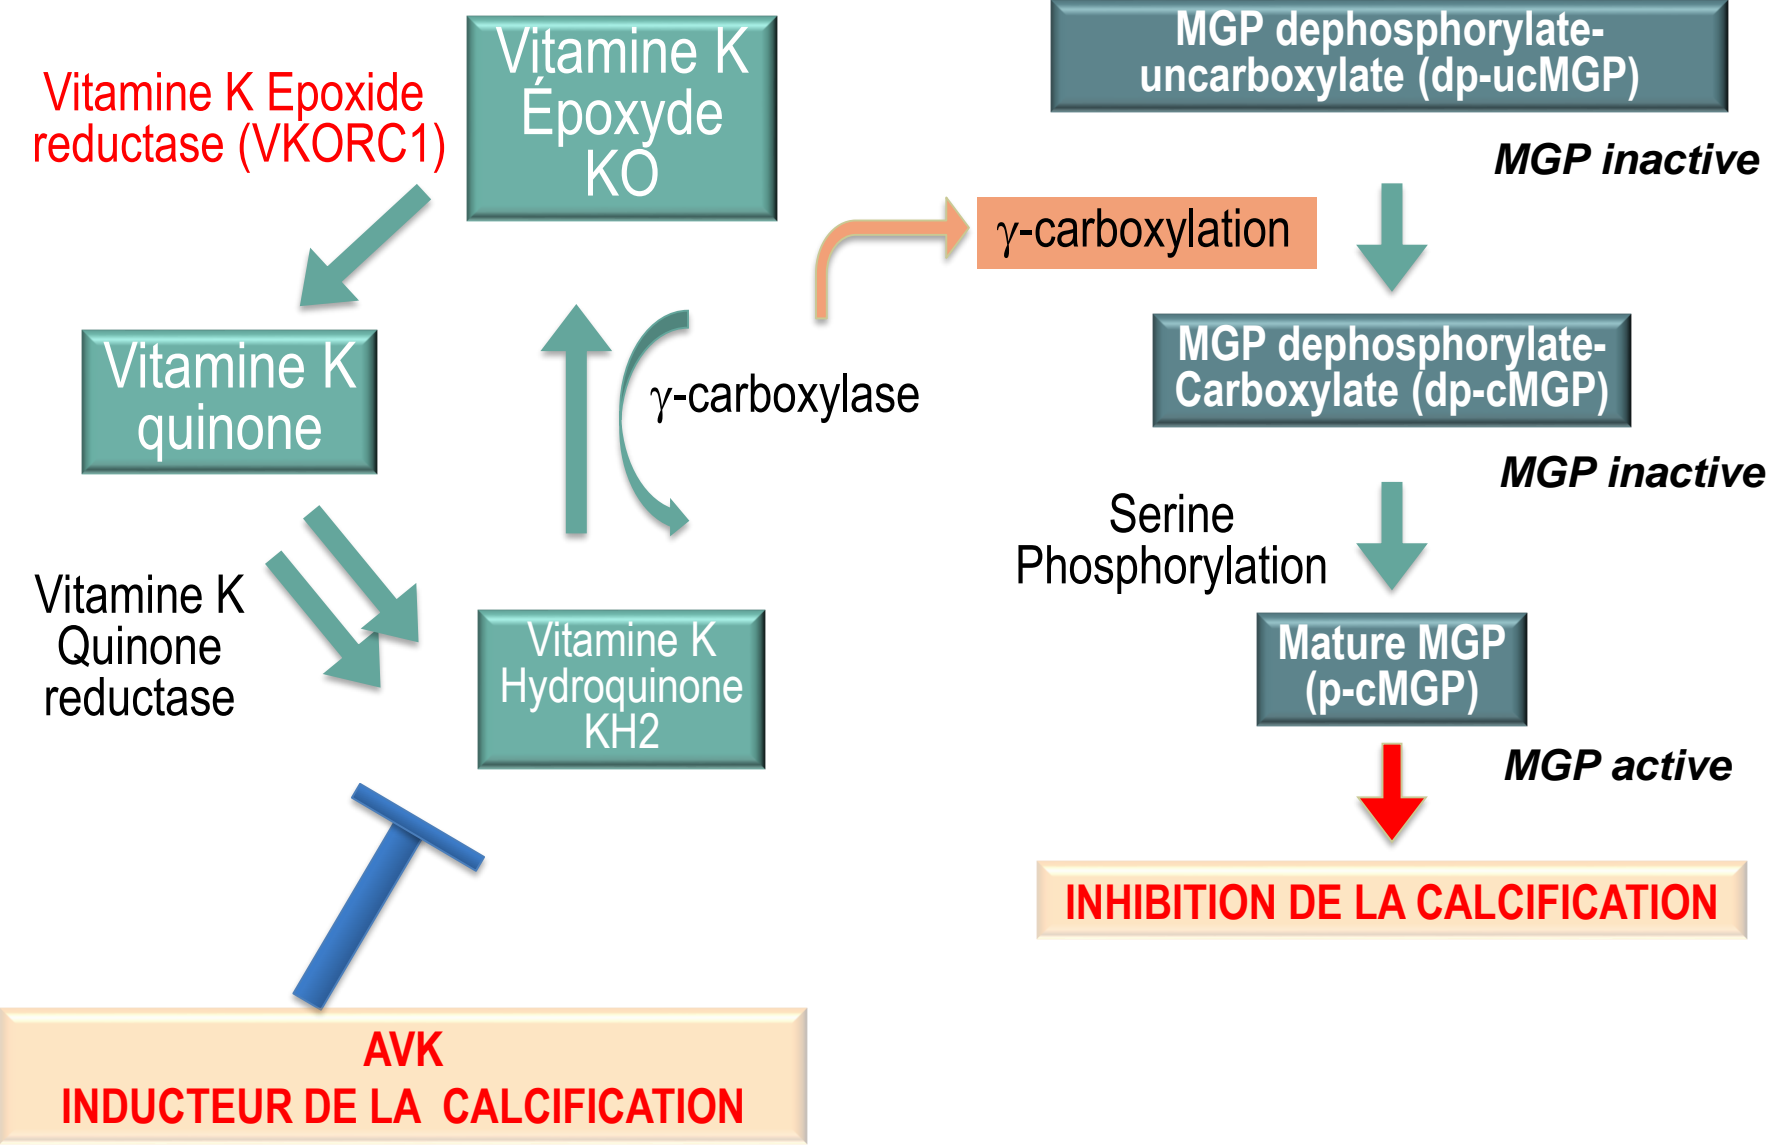 Vitamine K Epoxide
reductase (VKORC1)
Vitamine K
Époxyde
KO
Vitamine K
quinone
Vitamine K
Quinone
reductase
γ-carboxylase
Vitamine K
Hydroquinone
KH2
AVK
INDUCTEUR DE LA CALCIFICATION
MGP dephosphorylate-
uncarboxylate (dp-ucMGP)
MGP inactive
γ-carboxylation
MGP dephosphorylate-
Carboxylate (dp-cMGP)
MGP inactive
Serine
Phosphorylation
Mature MGP
(p-cMGP)
MGP active
INHIBITION DE LA CALCIFICATION